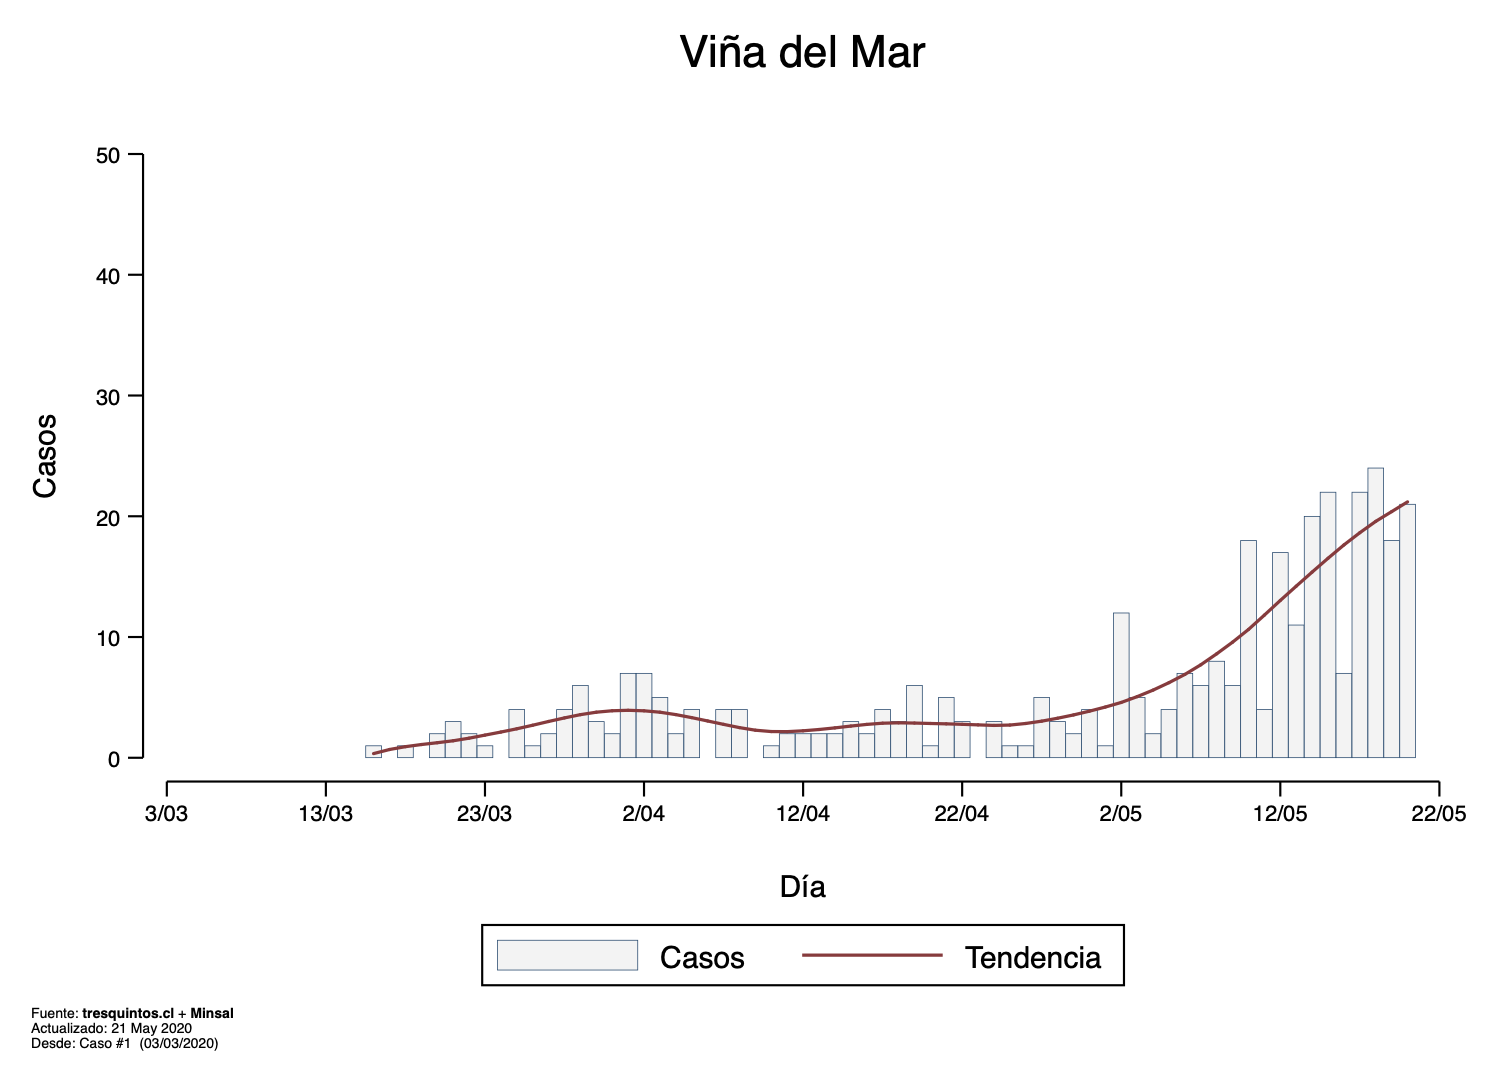 Viña del Mar
50
40
30
20
10
0
Casos
3/03 13/03 23/03 2/04 12/04 22/04 2/05 12/05 22/05
Día
Casos Tendencia
Fuente: tresquintos.cl + Minsal
Actualizado: 21 May 2020
Desde: Caso #1 (03/03/2020)